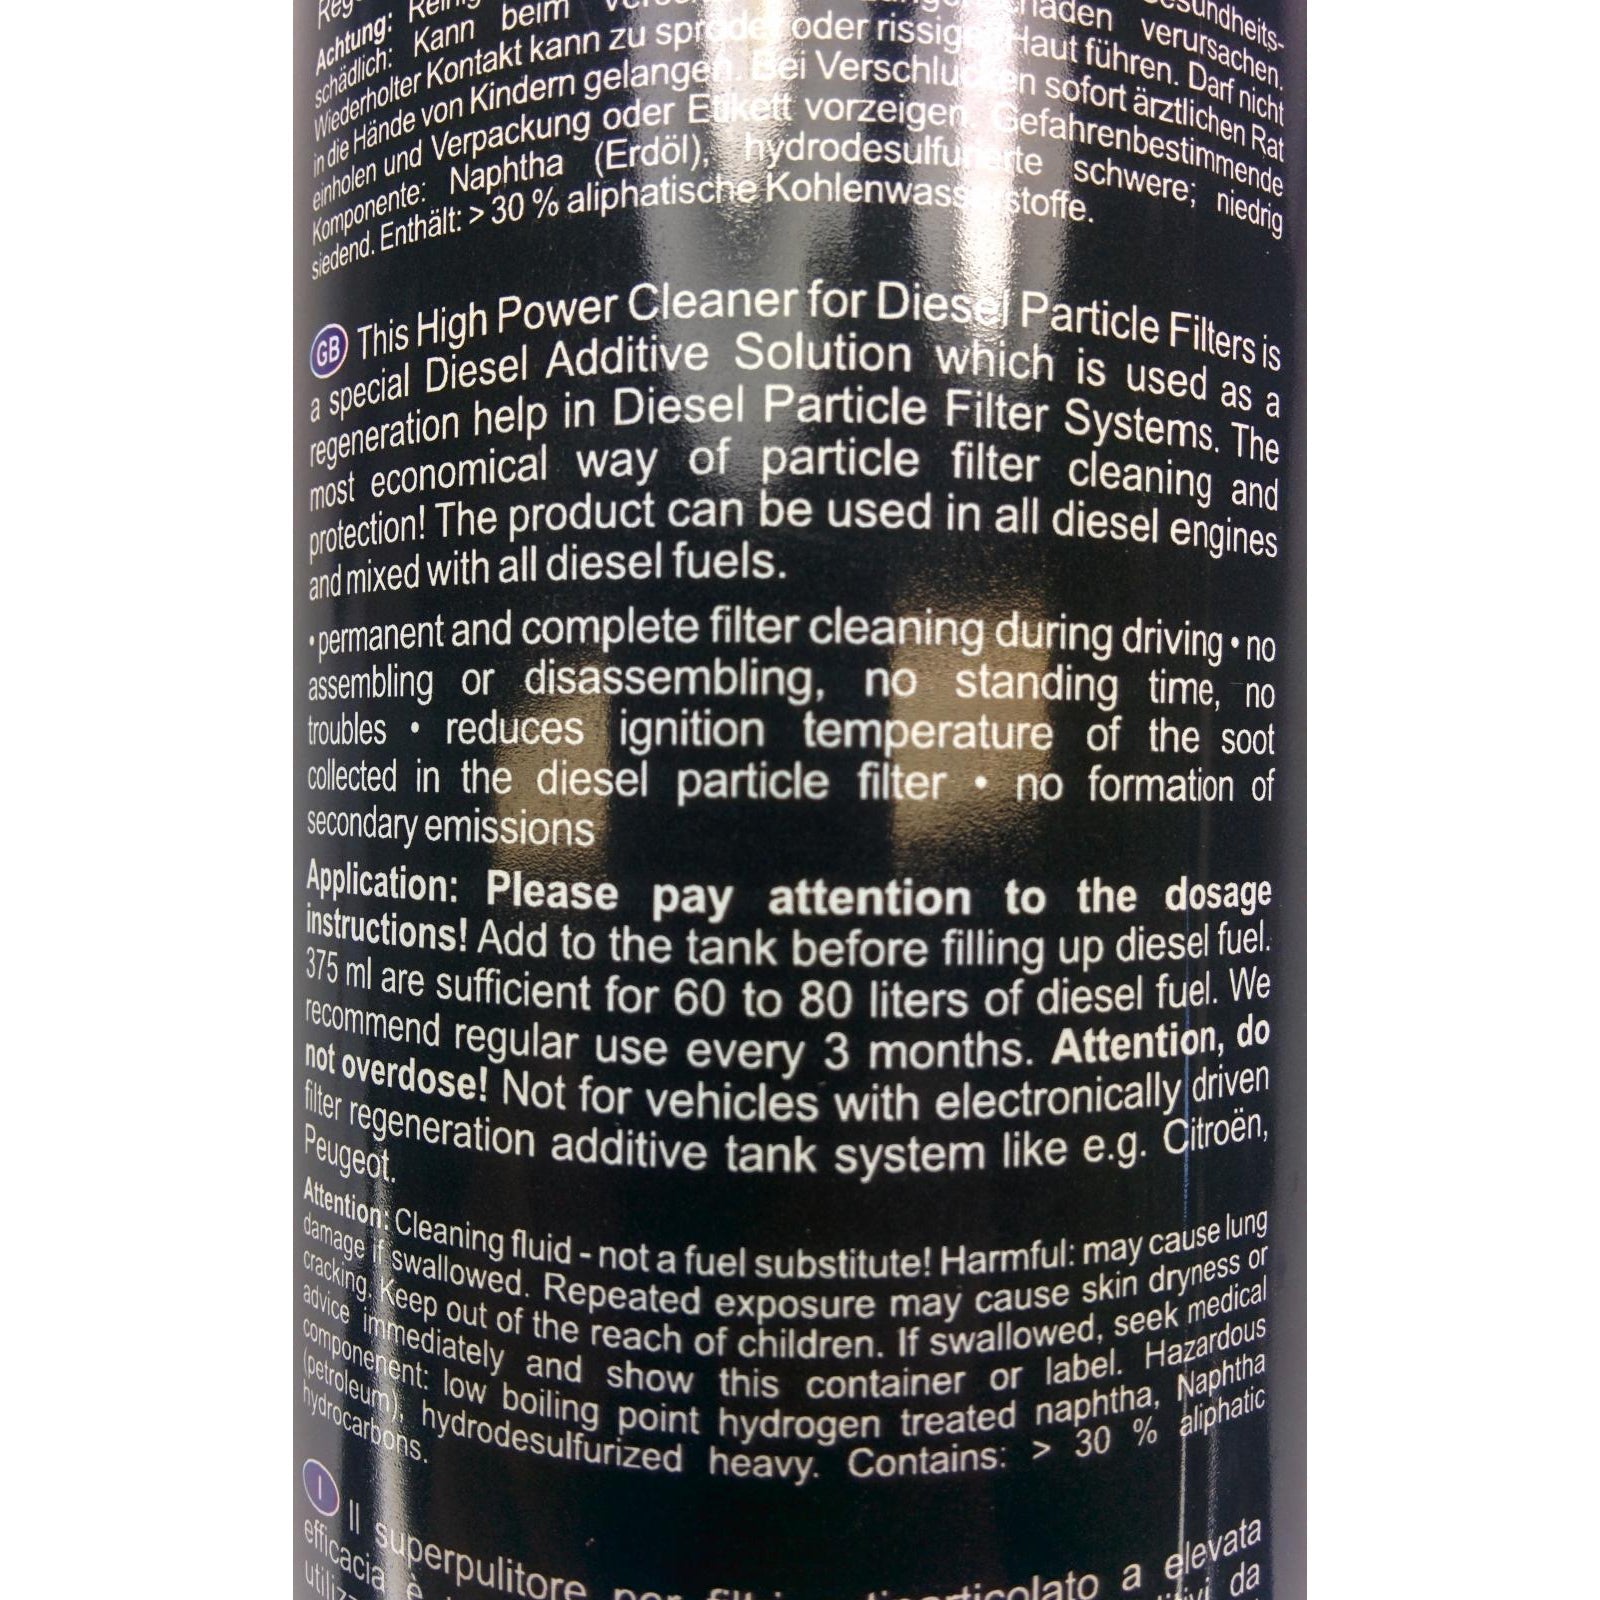 Achtung:
schädlich: Kann beim verursachen.
Wiederholter Kontakt kann zu spröder oder rissiger Haut führen. Darf nicht
in die Hände von Kindern gelangen. Bei Verschlucken sofort ärztlichen Rat
einholen und Verpackung oder Etikett vorzeigen. Gefahrenbestimmende
Komponente: Naphtha (Erdöl), hydrodesulfurierte schwere; niedrig
siedend. Enthält: > 30 % aliphatische Kohlenwasserstoffe.
GB This High Power Cleaner for Diesel Particle Filters is
a special Diesel Additive Solution which is used as a
regeneration help in Diesel Particle Filter Systems. The
most economical way of particle filter cleaning and
protection! The product can be used in all diesel engines
and mixed with all diesel fuels.
• permanent and complete filter cleaning during driving • no
assembling or disassembling, no standing time, no
troubles • reduces ignition temperature of the soot
collected in the diesel particle filter • no formation of
secondary emissions
Application: Please pay attention to the dosage
instructions! Add to the tank before filling up diesel fuel.
375 ml are sufficient for 60 to 80 liters of diesel fuel. We
recommend regular use every 3 months. Attention, do
not overdose! Not for vehicles with electronically driven
filter regeneration additive tank system like e.g. Citroën,
Peugeot.
Attention: Cleaning fluid - not a fuel substitute! Harmful: may cause lung
damage if swallowed. Repeated exposure may cause skin dryness or
cracking. Keep out of the reach of children. If swallowed, seek medical
advice immediately and show this container or label. Hazardous
componenent: low boiling point hydrogen treated naphtha, Naphtha
(petroleum), hydrodesulfurized heavy. Contains: > 30 % aliphatic
hydrocarbons.
I Il superpulitore per filtri antiparticolato a elevata
efficacia è da